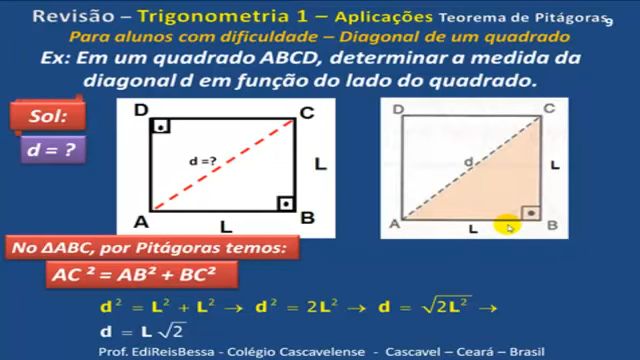 Revisão – Trigonometria 1 – Aplicações Teorema de Pitágoras 9
Para alunos com dificuldade – Diagonal de um quadrado
Ex: Em um quadrado ABCD, determinar a medida da
diagonal d em função do lado do quadrado.
Sol:
d = ?
D C
d =? L
A B
L
D C
d L
A B
L
No ΔABC, por Pitágoras temos:
AC ² = AB² + BC²
d² = L² + L² → d² = 2L² → d = √2L² →
d = L √2
Prof. EdiReisBessa - Colégio Cascavelense - Cascavel – Ceará – Brasil